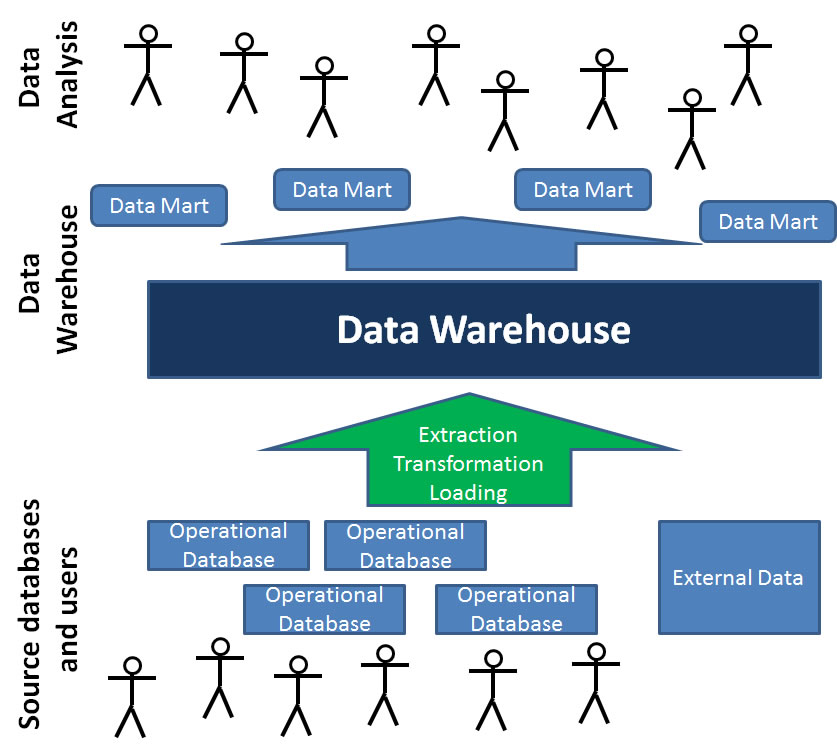 Data
Analysis
Data Mart
Data Mart
Data Mart
Data Mart
Data
Warehouse
Data Warehouse
Extraction
Transformation
Loading
Source databases
and users
Operational
Database
Operational
Database
Operational
Database
Operational
Database
External Data